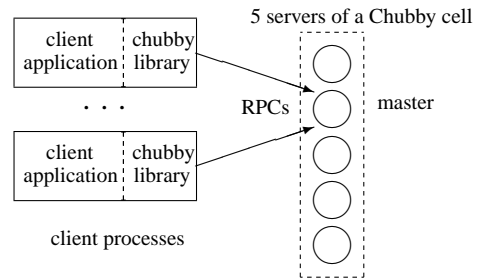 5 servers of a Chubby cell
client application
chubby library
. . .
RPCs
master
client application
chubby library
client processes